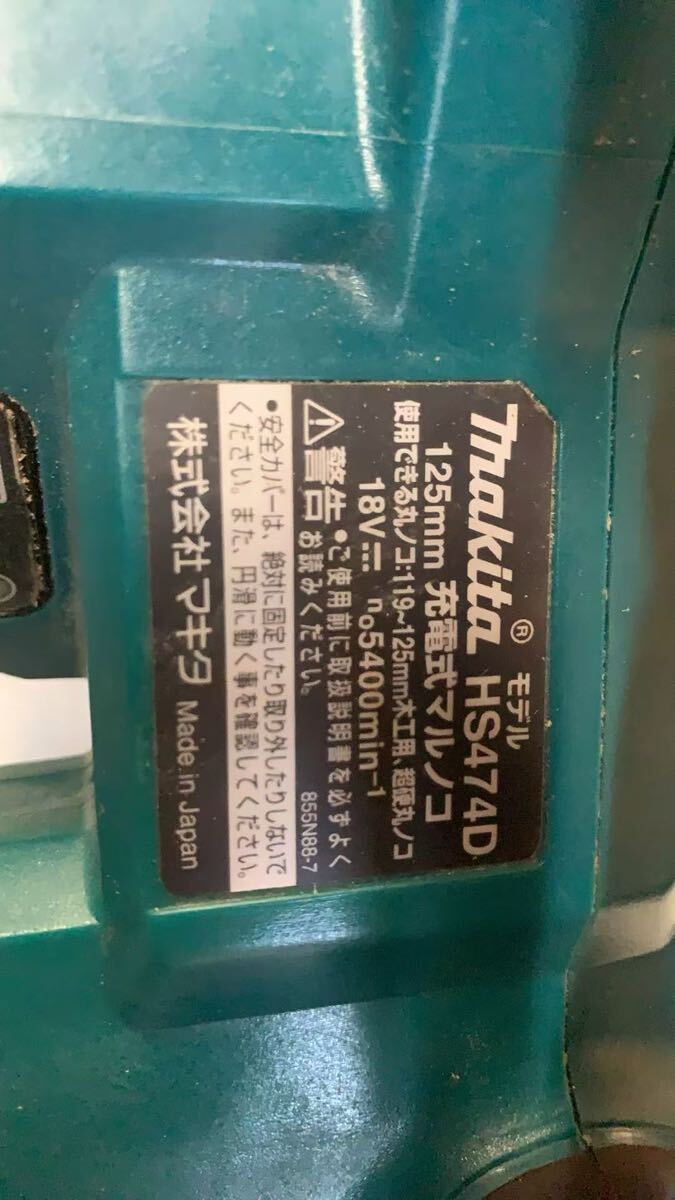 makita® モデル HS474D
125mm 充電式マルノコ
使用できる丸ノコ:119~125mm木工用、超硬丸ノコ
18V⎓ n₀5400min⁻¹
⚠警告 •ご使用前に取扱説明書を必ずよく
お読みください。
855N88-7
•安全カバーは、絶対に固定したり取り外したりしないで
ください。また、円滑に動く事を確認してください。
株式会社マキタ Made in Japan